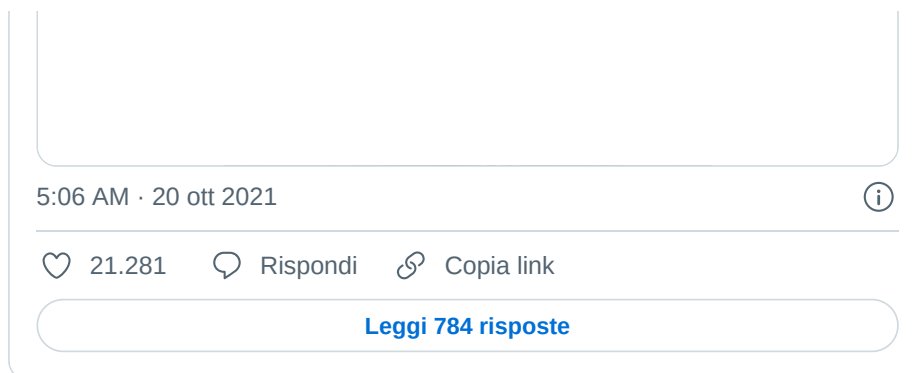 5:06 AM · 20 ott 2021
21.281 Rispondi Copia link
Leggi 784 risposte